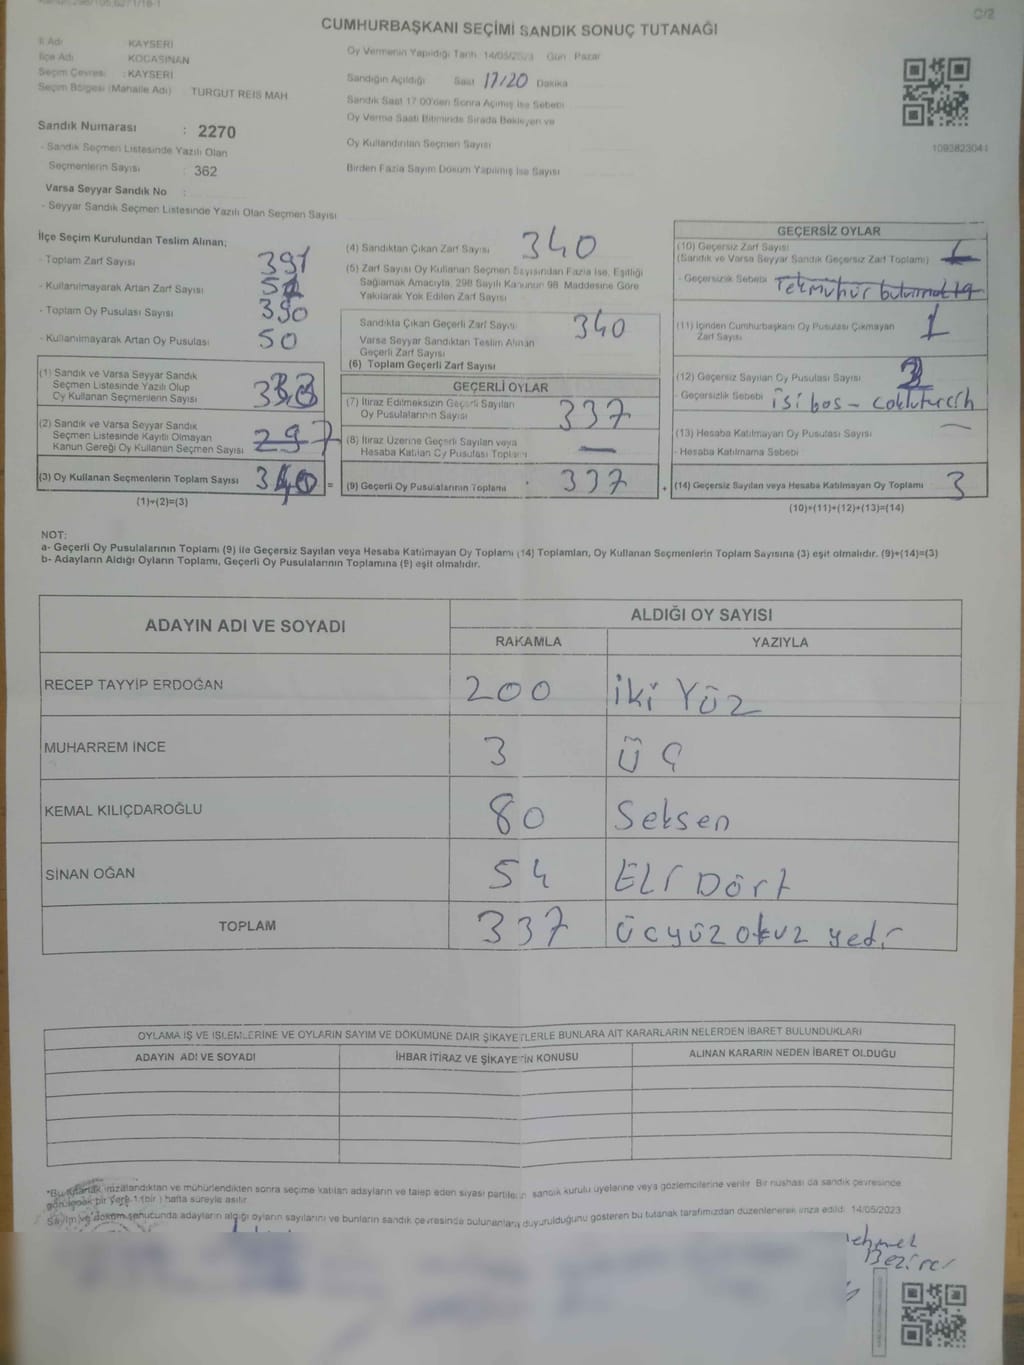 C/2
CUMHURBAŞKANI SEÇİMİ SANDIK SONUÇ TUTANAĞI
İl Adı KAYSERİ
İlçe Adı KOCASİNAN
Seçim Çevresi : KAYSERİ
Seçim Bölgesi (Mahalle Adı) TURGUT REİS MAH
Sandık Numarası : 2270
- Sandık Seçmen Listesinde Yazılı Olan
Seçmenlerin Sayısı : 362
Varsa Seyyar Sandık No :
- Seyyar Sandık Seçmen Listesinde Yazılı Olan Seçmen Sayısı
Oy Vermenin Yapıldığı Tarih: 14/05/2023 Gün: Pazar
Sandığın Açıldığı Saat 17/20 Dakika
Sandık Saat 17:00'den Sonra Açılmış İse Sebebi
Oy Verme Saati Bitiminde Sırada Bekleyen ve
Oy Kullandırılan Seçmen Sayısı
Birden Fazla Sayım Döküm Yapılmış İse Sayısı
1093823044
İlçe Seçim Kurulundan Teslim Alınan;
- Toplam Zarf Sayısı 391
- Kullanılmayarak Artan Zarf Sayısı
- Toplam Oy Pusulası Sayısı 390
- Kullanılmayarak Artan Oy Pusulası 50
(1) Sandık ve Varsa Seyyar Sandık
Seçmen Listesinde Yazılı Olup
Oy Kullanan Seçmenlerin Sayısı
(2) Sandık ve Varsa Seyyar Sandık
Seçmen Listesinde Kayıtlı Olmayan
Kanun Gereği Oy Kullanan Seçmen Sayısı 297
(3) Oy Kullanan Seçmenlerin Toplam Sayısı 340 =
(1)+(2)=(3)
(4) Sandıktan Çıkan Zarf Sayısı 340
(5) Zarf Sayısı Oy Kullanan Seçmen Sayısından Fazla İse, Eşitliği
Sağlamak Amacıyla, 298 Sayılı Kanunun 98. Maddesine Göre
Yakılarak Yok Edilen Zarf Sayısı
Sandıkta Çıkan Geçerli Zarf Sayısı 340
Varsa Seyyar Sandıktan Teslim Alınan
Geçerli Zarf Sayısı
(6) Toplam Geçerli Zarf Sayısı
GEÇERLİ OYLAR
(7) İtiraz Edilmeksizin Geçerli Sayılan
Oy Pusulalarının Sayısı 337
(8) İtiraz Üzerine Geçerli Sayılan veya
Hesaba Katılan Oy Pusulası Toplamı —
(9) Geçerli Oy Pusulalarının Toplamı : 337 +
GEÇERSİZ OYLAR
(10) Geçersiz Zarf Sayısı
(Sandık ve Varsa Seyyar Sandık Geçersiz Zarf Toplamı)
- Geçersizlik Sebebi
(11) İçinden Cumhurbaşkanı Oy Pusulası Çıkmayan
Zarf Sayısı 1
(12) Geçersiz Sayılan Oy Pusulası Sayısı
- Geçersizlik Sebebi İsi bos -
(13) Hesaba Katılmayan Oy Pusulası Sayısı —
- Hesaba Katılmama Sebebi
(14) Geçersiz Sayılan veya Hesaba Katılmayan Oy Toplamı 3
(10)+(11)+(12)+(13)=(14)
NOT:
a- Geçerli Oy Pusulalarının Toplamı (9) ile Geçersiz Sayılan veya Hesaba Katılmayan Oy Toplamı (14) Toplamları, Oy Kullanan Seçmenlerin Toplam Sayısına (3) eşit olmalıdır. (9)+(14)=(3)
b- Adayların Aldığı Oyların Toplamı, Geçerli Oy Pusulalarının Toplamına (9) eşit olmalıdır.
ADAYIN ADI VE SOYADI
ALDIĞI OY SAYISI
RAKAMLA YAZIYLA
RECEP TAYYİP ERDOĞAN 200 iki Yüz
MUHARREM İNCE 3 Üç
KEMAL KILIÇDAROĞLU 80 Seksen
SİNAN OĞAN 54 ELİ Dört
TOPLAM 337 ücyüz otuz yedi
OYLAMA İŞ VE İŞLEMLERİNE VE OYLARIN SAYIM VE DÖKÜMÜNE DAİR ŞİKAYETLERLE BUNLARA AİT KARARLARIN NELERDEN İBARET BULUNDUKLARI
ADAYIN ADI VE SOYADI İHBAR İTİRAZ VE ŞİKAYETİN KONUSU ALINAN KARARIN NEDEN İBARET OLDUĞU
*Bu tutanak imzalandıktan ve mühürlendikten sonra seçime katılan adayların ve talep eden siyasi partilerin sandık kurulu üyelerine veya gözlemcilerine verilir. Bir nüshası da sandık çevresinde
görülecek bir yere 1 (bir) hafta süreyle asılır.
Sayım ve döküm sonucunda adayların aldığı oyların sayılarını ve bunların sandık çevresinde bulunanlara duyurulduğunu gösteren bu tutanak tarafımızdan düzenlenerek imza edildi. 14/05/2023